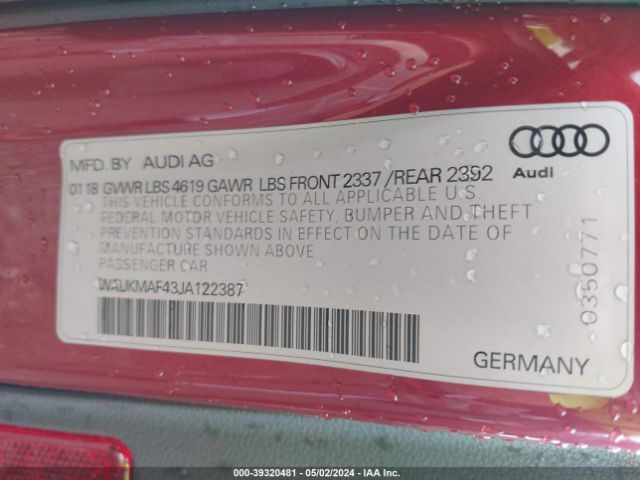 MFD. BY AUDI AG
01 18 GVWR LBS 4619 GAWR LBS FRONT 2337 /REAR 2392
THIS VEHICLE CONFORMS TO ALL APPLICABLE U.S.
FEDERAL MOTOR VEHICLE SAFETY, BUMPER AND THEFT
PREVENTION STANDARDS IN EFFECT ON THE DATE OF
MANUFACTURE SHOWN ABOVE
PASSENGER CAR
WAUKMAF43JA122387
Audi
0350771
GERMANY
000-39320481 - 05/02/2024 - IAA Inc.